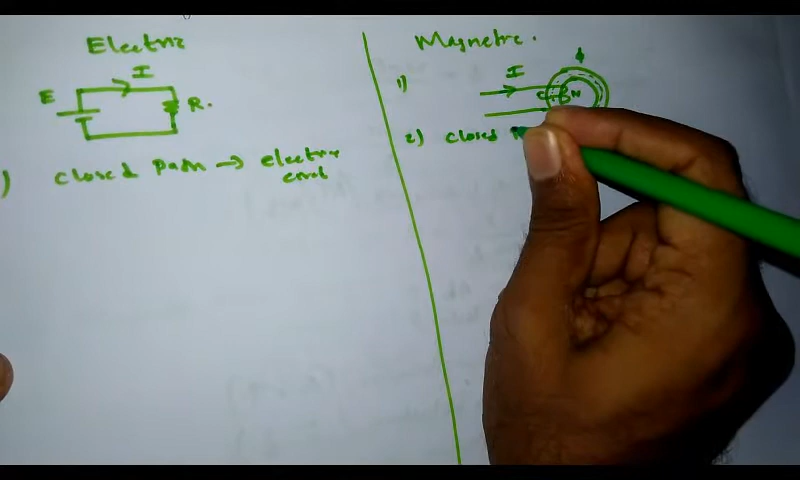 Electric
I
E
R.
) closed path → electric
circuit
Magnetic.
ϕ
1)
I
N
2) closed